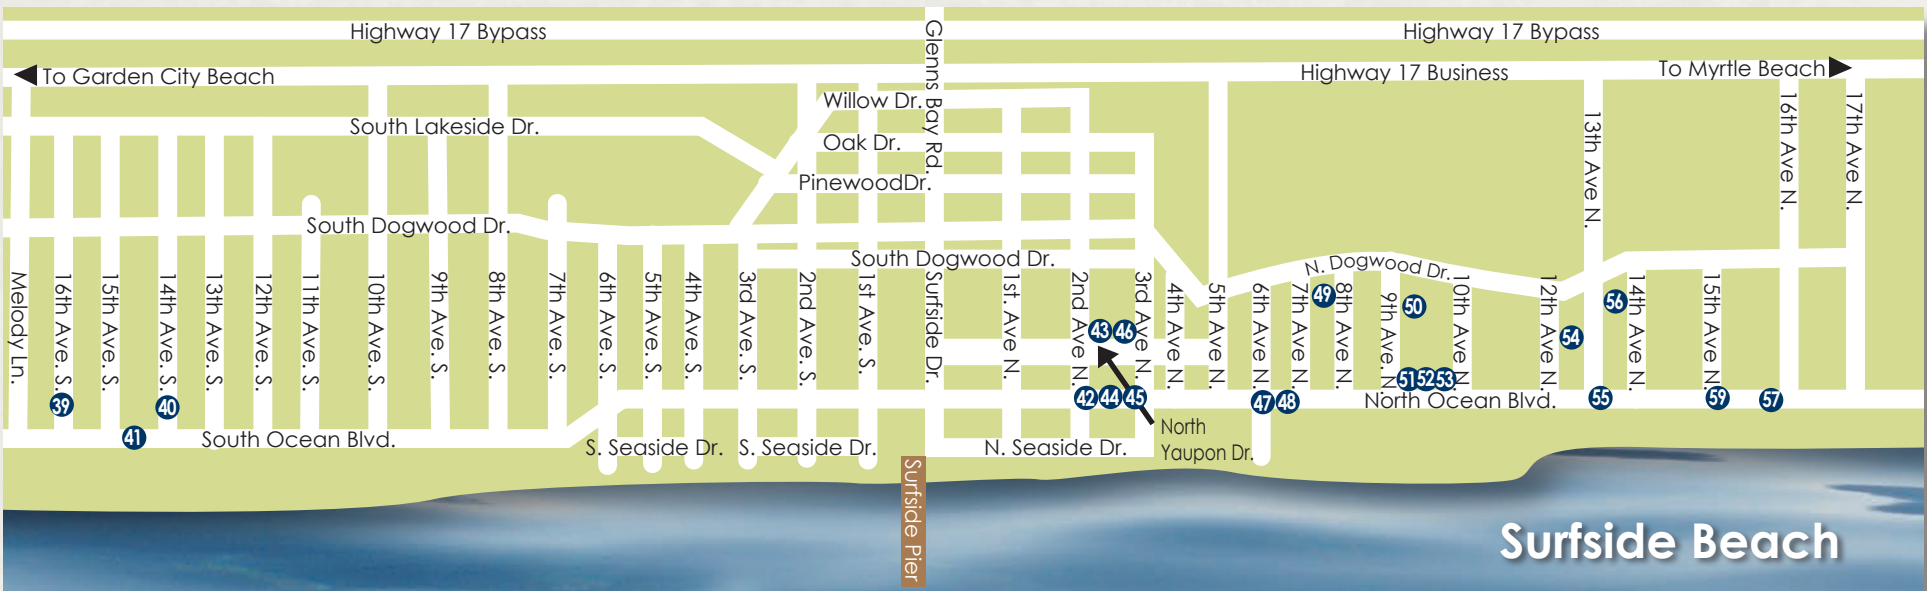 Highway 17 Bypass
Highway 17 Bypass
Glenns Bay Rd.
To Garden City Beach
Highway 17 Business
To Myrtle Beach
Willow Dr.
South Lakeside Dr.
Oak Dr.
PinewoodDr.
13th Ave N.
16th Ave N.
17th Ave N.
South Dogwood Dr.
South Dogwood Dr.
N. Dogwood Dr.
Melody Ln.
16th Ave. S.
15th Ave. S.
14th Ave. S.
13th Ave. S.
12th Ave. S.
11th Ave. S.
10th Ave. S.
9th Ave. S.
8th Ave. S.
7th Ave. S.
6th Ave. S.
5th Ave. S.
4th Ave. S.
3rd Ave. S.
2nd Ave. S.
1st Ave. S.
Surfside Dr.
1st. Ave N.
2nd Ave N.
3rd Ave N.
4th Ave N.
5th Ave N.
6th Ave N.
7th Ave N.
8th Ave N.
9th Ave. N.
10th Ave N.
12th Ave N.
14th Ave N.
15th Ave N.
49
50
56
43
46
54
51
52
53
39
40
41
42
44
45
47
48
55
59
57
North Ocean Blvd.
South Ocean Blvd.
S. Seaside Dr.
S. Seaside Dr.
N. Seaside Dr.
North
Yaupon Dr.
Surfside Pier
Surfside Beach